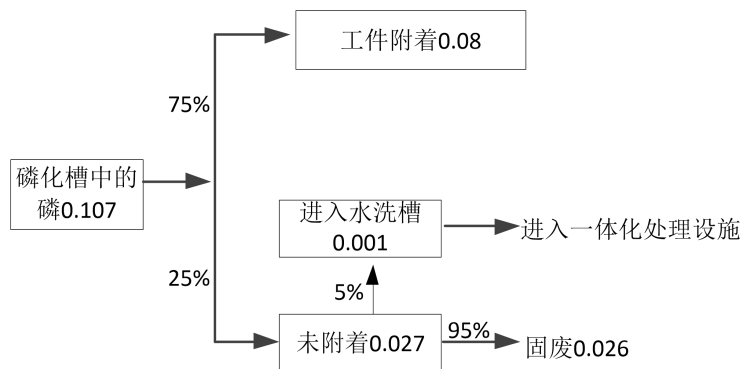 工件附着0.08
75%
磷化槽中的
磷0.107
进入水洗槽
0.001
进入一体化处理设施
25%
5%
未附着0.027
95%
固废0.026